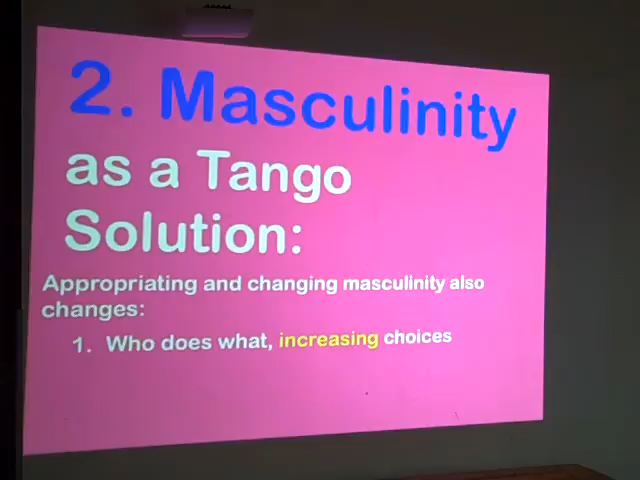 2. Masculinity
as a Tango
Solution:
Appropriating and changing masculinity also
changes:
1. Who does what, increasing choices